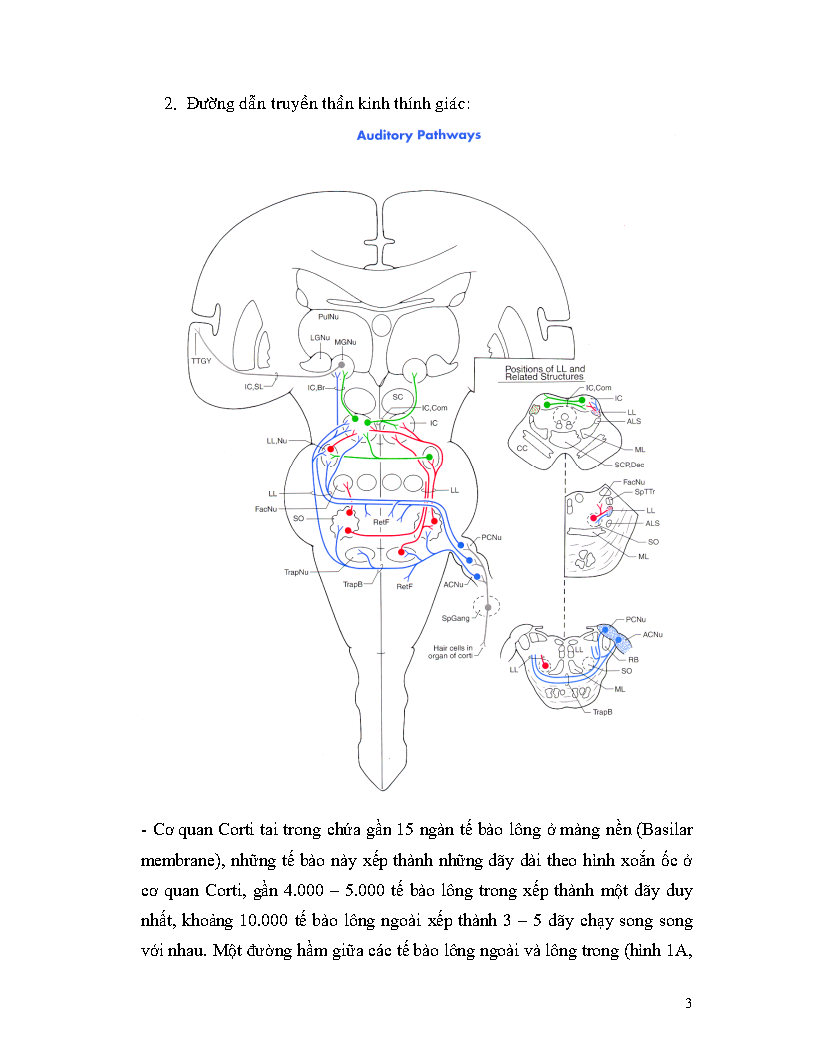 2. Đường dẫn truyền thần kinh thính giác:
Auditory Pathways
PulNu
LGNu
MGNu
TTGY
IC,SL
IC,Br
SC
IC,Com
IC
LL,Nu
LL
LL
FacNu
SO
RetF
PCNu
TrapNu
TrapB
RetF
ACNu
SpGang
Hair cells in
organ of corti
Positions of LL and
Related Structures
IC,Com
IC
LL
ALS
CC
ML
SCP,Dec
FacNu
SpTTr
LL
ALS
SO
ML
PCNu
ACNu
LL
RB
LL
SO
ML
TrapB
- Cơ quan Corti tai trong chứa gần 15 ngàn tế bào lông ở màng nền (Basilar
membrane), những tế bào này xếp thành những dãy dài theo hình xoắn ốc ở
cơ quan Corti, gần 4.000 – 5.000 tế bào lông trong xếp thành một dãy duy
nhất, khoảng 10.000 tế bào lông ngoài xếp thành 3 – 5 dãy chạy song song
với nhau. Một đường hầm giữa các tế bào lông ngoài và lông trong (hình 1A,
3